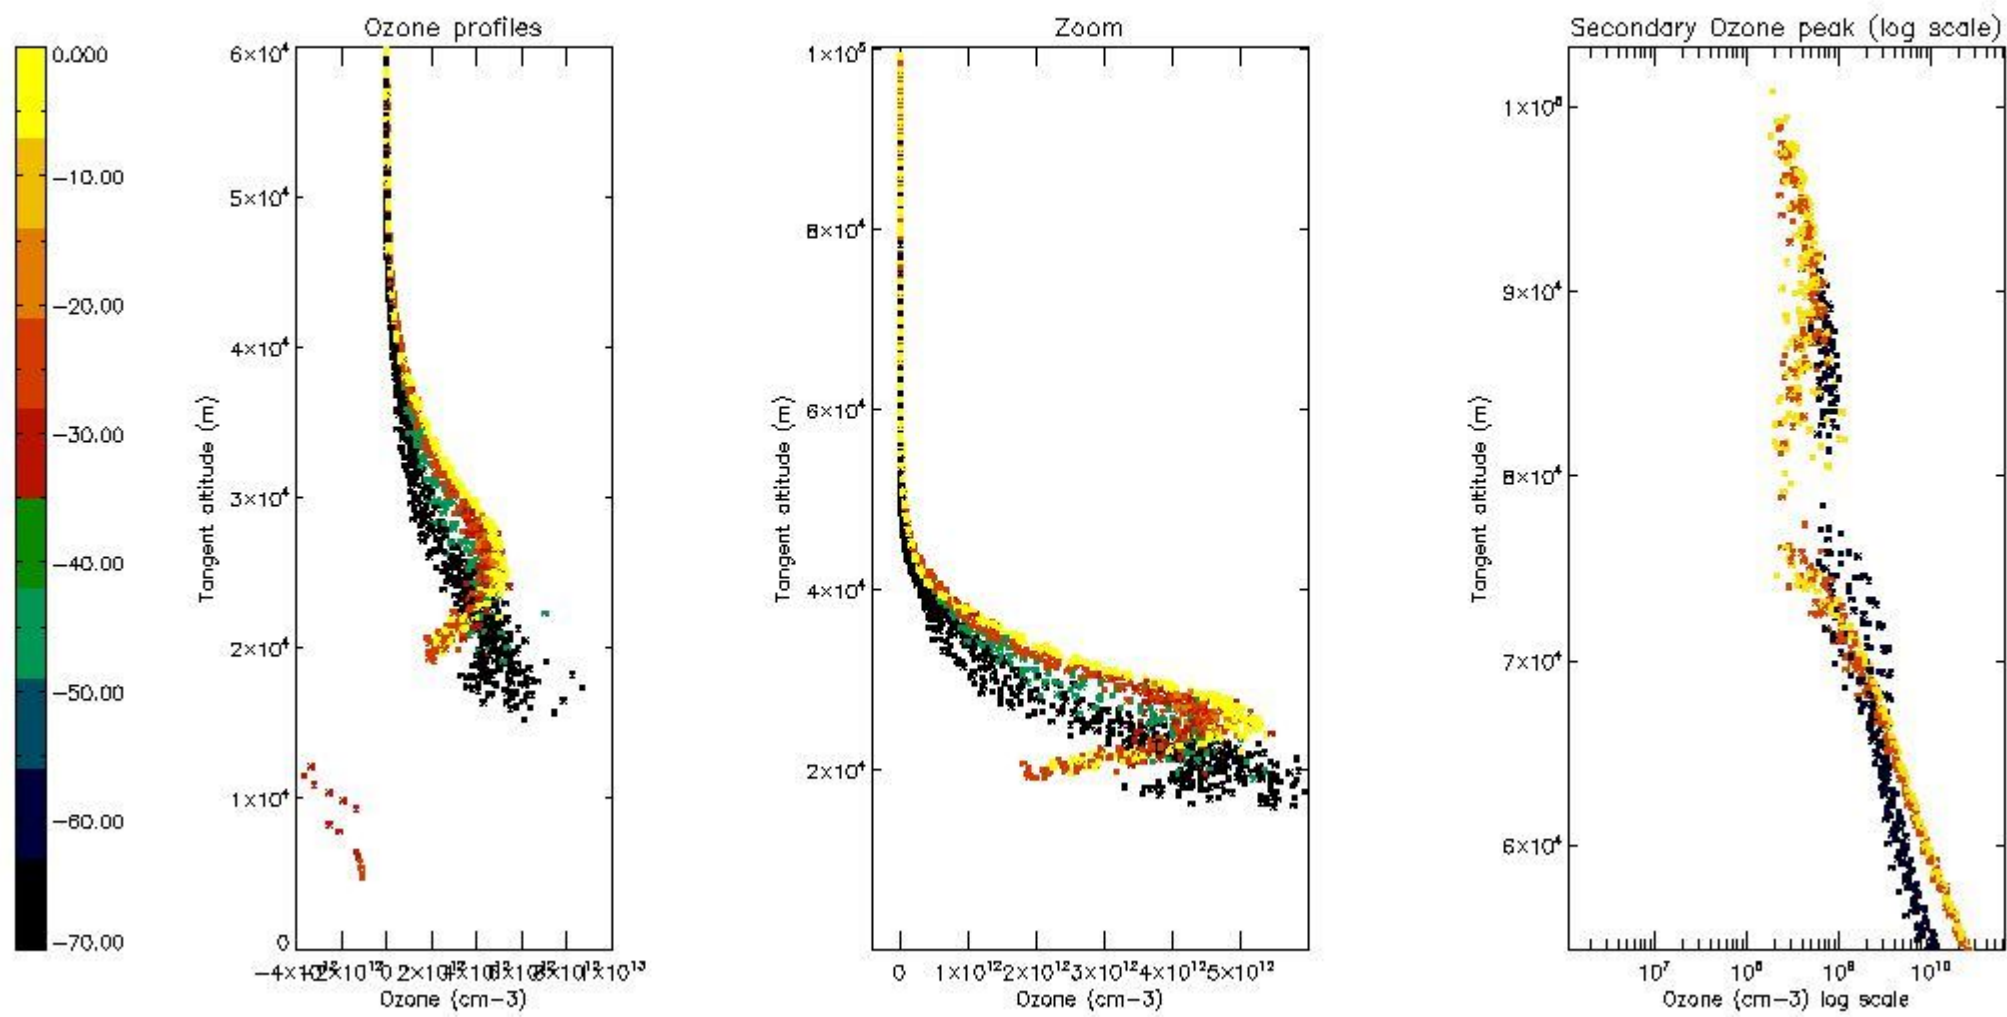 Ozone profiles
Zoom
Secondary Ozone peak (log scale)
0.000
−10.00
−20.00
−30.00
−40.00
−50.00
−60.00
−70.00
6×10⁴
5×10⁴
4×10⁴
3×10⁴
2×10⁴
1×10⁴
0
Tangent altitude (m)
Ozone (cm−3)
1×10⁵
8×10⁴
6×10⁴
4×10⁴
2×10⁴
Tangent altitude (m)
0 1×10¹² 2×10¹² 3×10¹² 4×10¹² 5×10¹²
Ozone (cm−3)
1×10⁵
9×10⁴
8×10⁴
7×10⁴
6×10⁴
Tangent altitude (m)
10⁷ 10⁸ 10⁹ 10¹⁰
Ozone (cm−3) log scale